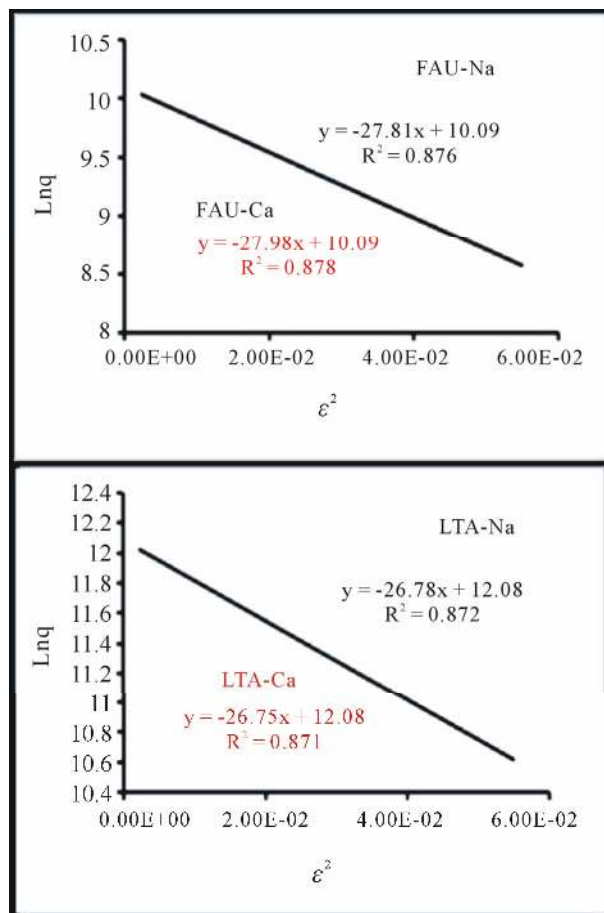 10.5
FAU-Na
10
y = -27.81x + 10.09
R² = 0.876
9.5
Lnq
FAU-Ca
9
y = -27.98x + 10.09
R² = 0.878
8.5
8
0.00E+00 2.00E-02 4.00E-02 6.00E-02
ε²
12.4
LTA-Na
12.2
12
y = -26.78x + 12.08
R² = 0.872
11.8
11.6
Lnq
11.4
11.2
LTA-Ca
11
y = -26.75x + 12.08
R² = 0.871
10.8
10.6
10.4
0.00E+00 2.00E-02 4.00E-02 6.00E-02
ε²